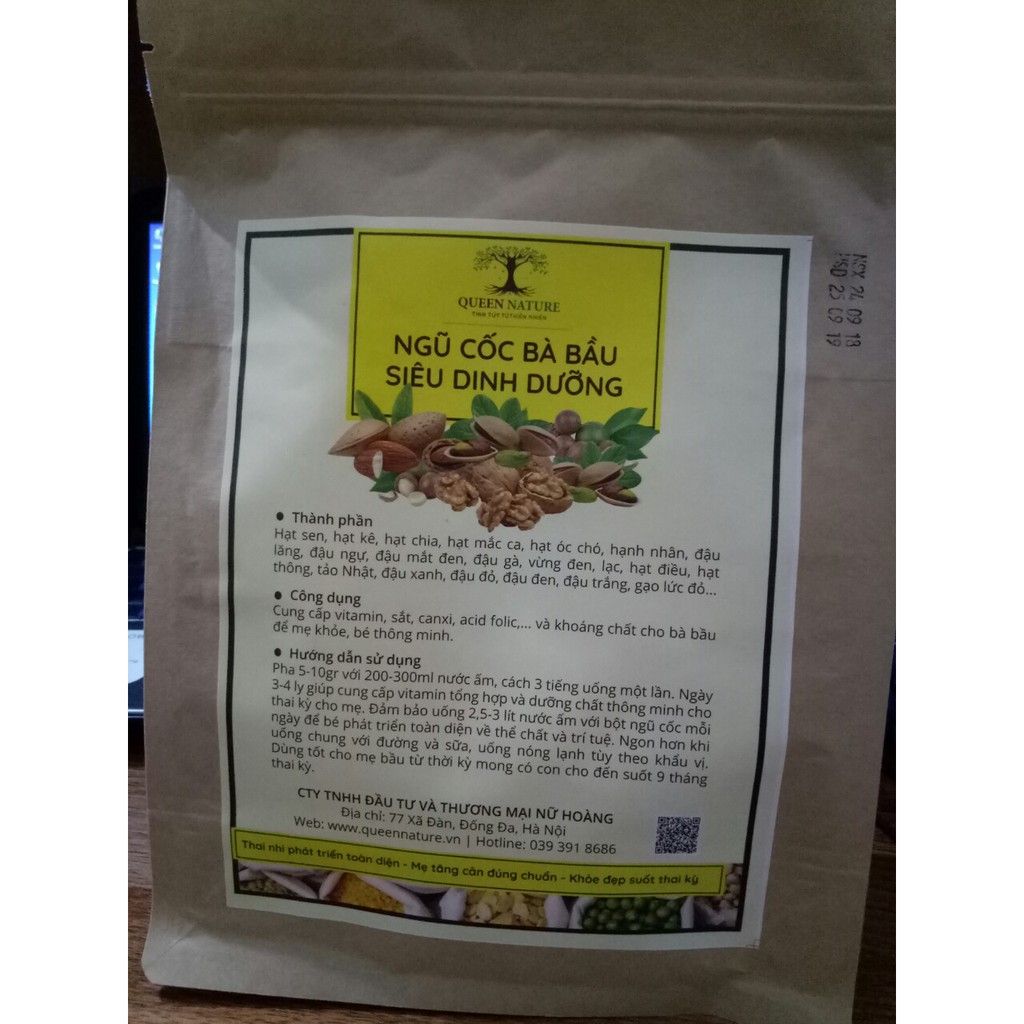 QUEEN NATURE
TINH TÚY TỪ THIÊN NHIÊN
NGŨ CỐC BÀ BẦU
SIÊU DINH DƯỠNG
NSX 24 09 18
HSD 25 09 19
• Thành phần
Hạt sen, hạt kê, hạt chia, hạt mắc ca, hạt óc chó, hạnh nhân, đậu
lăng, đậu ngự, đậu mắt đen, đậu gà, vừng đen, lạc, hạt điều, hạt
thông, táo Nhật, đậu xanh, đậu đỏ, đậu đen, đậu trắng, gạo lức đỏ...
• Công dụng
Cung cấp vitamin, sắt, canxi, acid folic,... và khoáng chất cho bà bầu
để mẹ khỏe, bé thông minh.
• Hướng dẫn sử dụng
Pha 5-10gr với 200-300ml nước ấm, cách 3 tiếng uống một lần. Ngày
3-4 ly giúp cung cấp vitamin tổng hợp và dưỡng chất thông minh cho
thai kỳ cho mẹ. Đảm bảo uống 2,5-3 lít nước ấm với bột ngũ cốc mỗi
ngày để bé phát triển toàn diện về thể chất và trí tuệ. Ngon hơn khi
uống chung với đường và sữa, uống nóng lạnh tùy theo khẩu vị.
Dùng tốt cho mẹ bầu từ thời kỳ mong có con cho đến suốt 9 tháng
thai kỳ.
CTY TNHH ĐẦU TƯ VÀ THƯƠNG MẠI NỮ HOÀNG
Địa chỉ: 77 Xã Đàn, Đống Đa, Hà Nội
Web: www.queennature.vn | Hotline: 039 391 8686
Thai nhi phát triển toàn diện - Mẹ tăng cân đúng chuẩn - Khỏe đẹp suốt thai kỳ